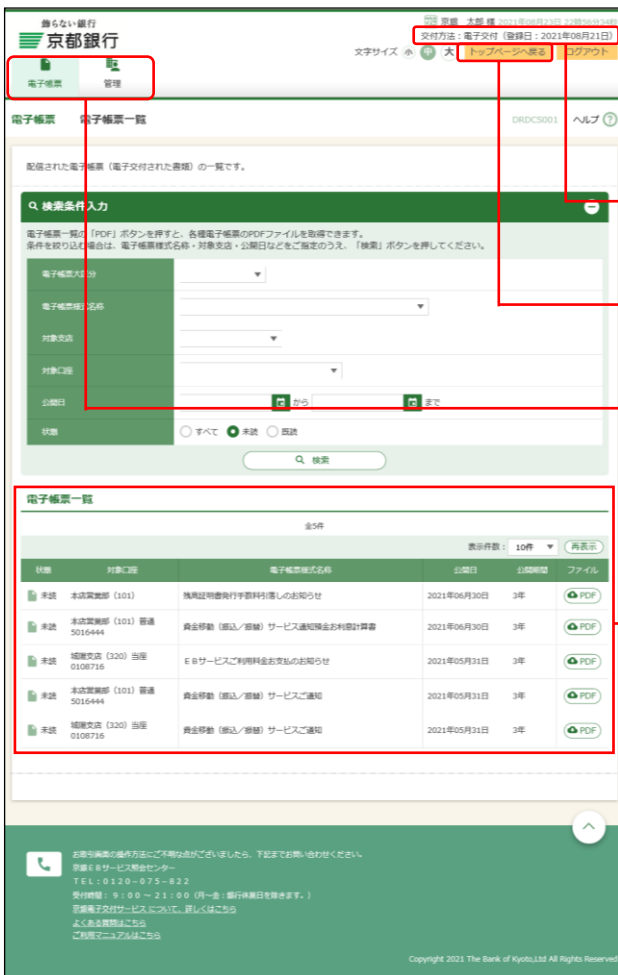 飾らない銀行
京都銀行
京銀 太郎 様 2021年08月23日 22時56分34秒
交付方法:電子交付(登録日:2021年08月21日)
文字サイズ 小 中 大 トップページへ戻る ログアウト
電子帳票 管理
電子帳票 電子帳票一覧 DRDCS001 ヘルプ ?
配信された電子帳票(電子交付された書類)の一覧です。
検索条件入力
電子帳票一覧の「PDF」ボタンを押すと、各種電子帳票のPDFファイルを取得できます。
条件を絞り込む場合は、電子帳票様式名称・対象支店・公開日などをご指定のうえ、「検索」ボタンを押してください。
電子帳票大区分
電子帳票様式名称
対象支店
対象口座
公開日 から まで
状態 すべて 未読 既読
検索
電子帳票一覧
全5件
表示件数: 10件 再表示
状態 対象口座 電子帳票様式名称 公開日 公開期間 ファイル
未読 本店営業部(101) 残高証明書発行手数料引落しのお知らせ 2021年06月30日 3年 PDF
未読 本店営業部(101)普通 5016444 資金移動(振込/振替)サービス通知預金お利息計算書 2021年06月30日 3年 PDF
未読 城陽支店(320)当座 0108716 EBサービスご利用料金お支払のお知らせ 2021年05月31日 3年 PDF
未読 本店営業部(101)普通 5016444 資金移動(振込/振替)サービスご通知 2021年05月31日 3年 PDF
未読 城陽支店(320)当座 0108716 資金移動(振込/振替)サービスご通知 2021年05月31日 3年 PDF
お取引画面の操作方法にご不明な点がございましたら、下記までお問い合わせください。
京銀EBサービス照会センター
TEL:0120-075-822
受付時間:9:00~21:00(月~金:銀行休業日を除きます。)
京銀電子交付サービスについて、詳しくはこちら
よくある質問はこちら
ご利用マニュアルはこちら
Copyright 2021 The Bank of Kyoto,Ltd All Rights Reserved